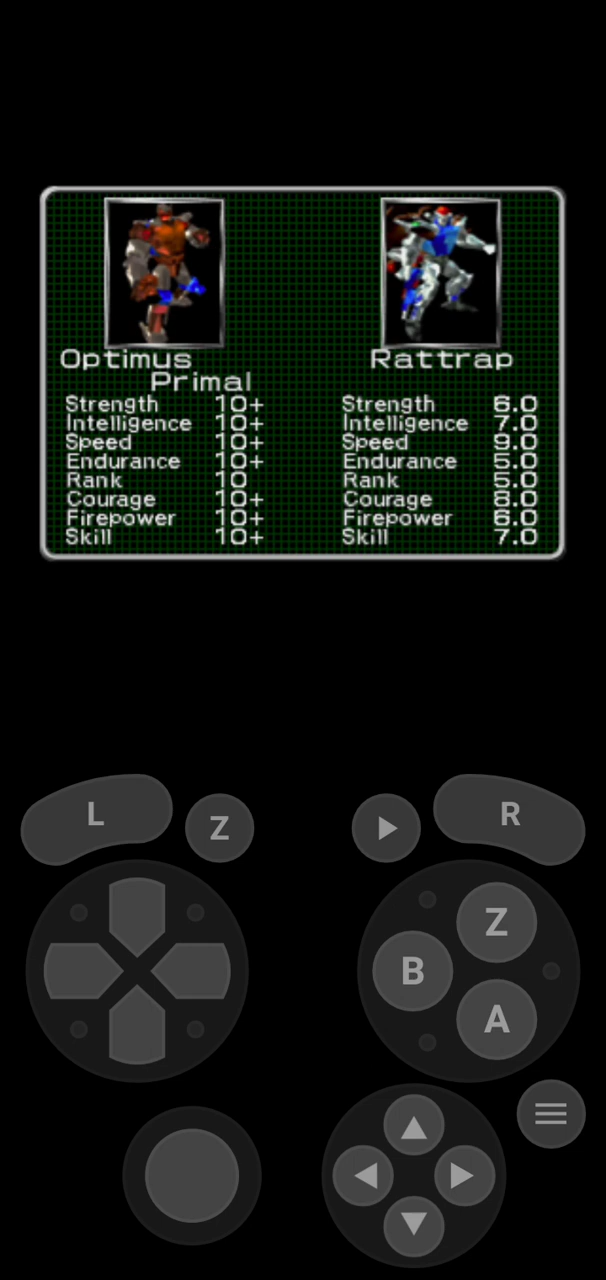 Optimus
Primal
Strength 10+
Intelligence 10+
Speed 10+
Endurance 10+
Rank 10
Courage 10+
Firepower 10+
Skill 10+
Rattrap
Strength 6.0
Intelligence 7.0
Speed 9.0
Endurance 5.0
Rank 5.0
Courage 8.0
Firepower 6.0
Skill 7.0
L
Z
R
Z
B
A